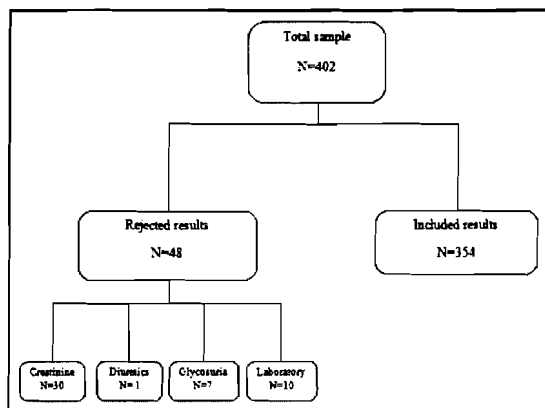 Total sample
N=402
Rejected results
N=48
Included results
N=354
Creatinine
N=30
Diuretics
N= 1
Glycosuria
N=7
Laboratory
N=10